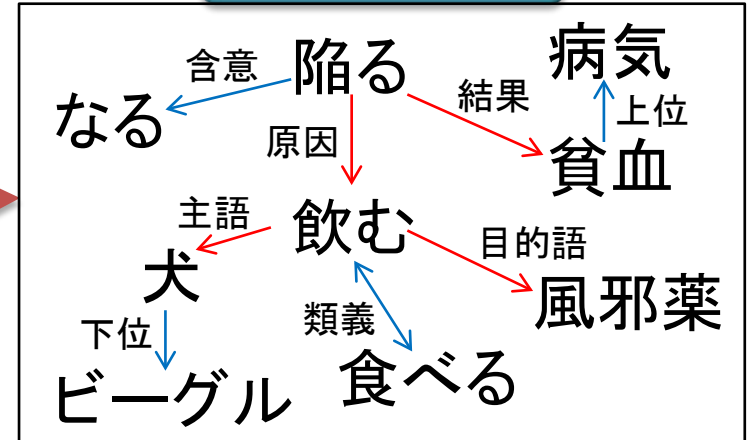 病気
含意
陥る
結果
上位
なる
原因
貧血
主語
飲む
目的語
犬
風邪薬
下位
類義
食べる
ビーグル